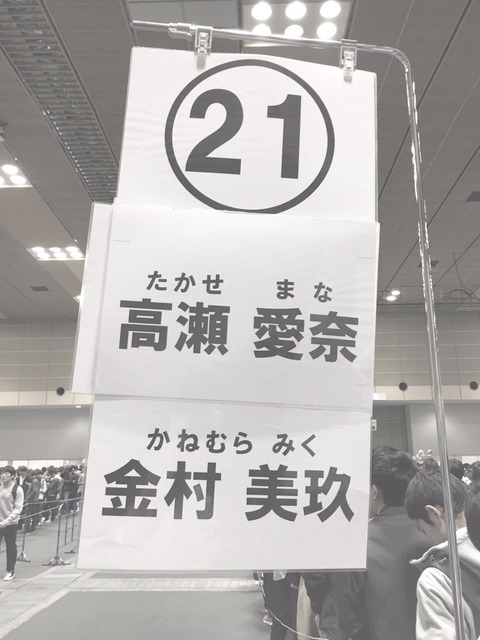 21
たかせ まな
高瀬 愛奈
かねむら みく
金村 美玖